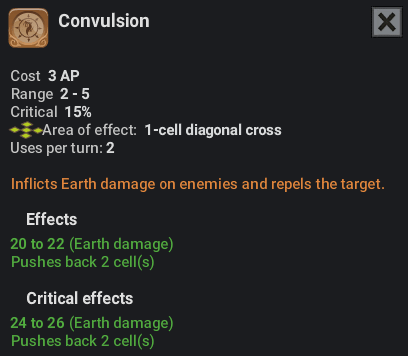 Convulsion
Cost 3 AP
Range 2 - 5
Critical 15%
Area of effect: 1-cell diagonal cross
Uses per turn: 2
Inflicts Earth damage on enemies and repels the target.
Effects
20 to 22 (Earth damage)
Pushes back 2 cell(s)
Critical effects
24 to 26 (Earth damage)
Pushes back 2 cell(s)